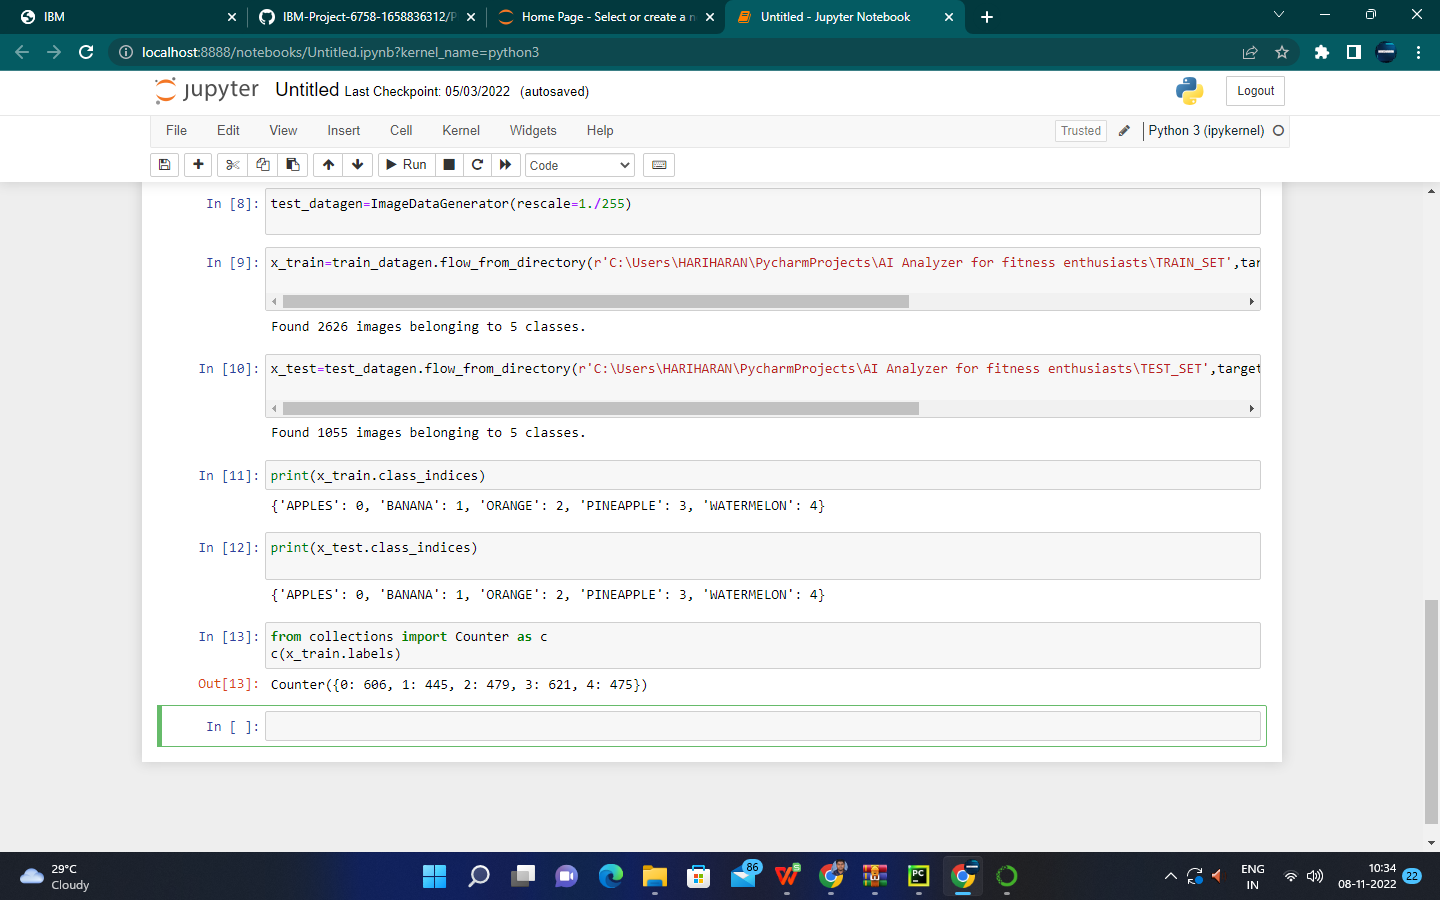 IBM
IBM-Project-6758-1658836312/P
Home Page - Select or create a n
Untitled - Jupyter Notebook
localhost:8888/notebooks/Untitled.ipynb?kernel_name=python3
jupyter Untitled Last Checkpoint: 05/03/2022 (autosaved)
Logout
File Edit View Insert Cell Kernel Widgets Help
Trusted Python 3 (ipykernel)
Run Code
In [8]: test_datagen=ImageDataGenerator(rescale=1./255)
In [9]: x_train=train_datagen.flow_from_directory(r'C:\Users\HARIHARAN\PycharmProjects\AI Analyzer for fitness enthusiasts\TRAIN_SET',tar
Found 2626 images belonging to 5 classes.
In [10]: x_test=test_datagen.flow_from_directory(r'C:\Users\HARIHARAN\PycharmProjects\AI Analyzer for fitness enthusiasts\TEST_SET',target
Found 1055 images belonging to 5 classes.
In [11]: print(x_train.class_indices)
{'APPLES': 0, 'BANANA': 1, 'ORANGE': 2, 'PINEAPPLE': 3, 'WATERMELON': 4}
In [12]: print(x_test.class_indices)
{'APPLES': 0, 'BANANA': 1, 'ORANGE': 2, 'PINEAPPLE': 3, 'WATERMELON': 4}
In [13]: from collections import Counter as c
c(x_train.labels)
Out[13]: Counter({0: 606, 1: 445, 2: 479, 3: 621, 4: 475})
In [ ]:
29°C
Cloudy
86
PC
ENG
IN
10:34
08-11-2022
22